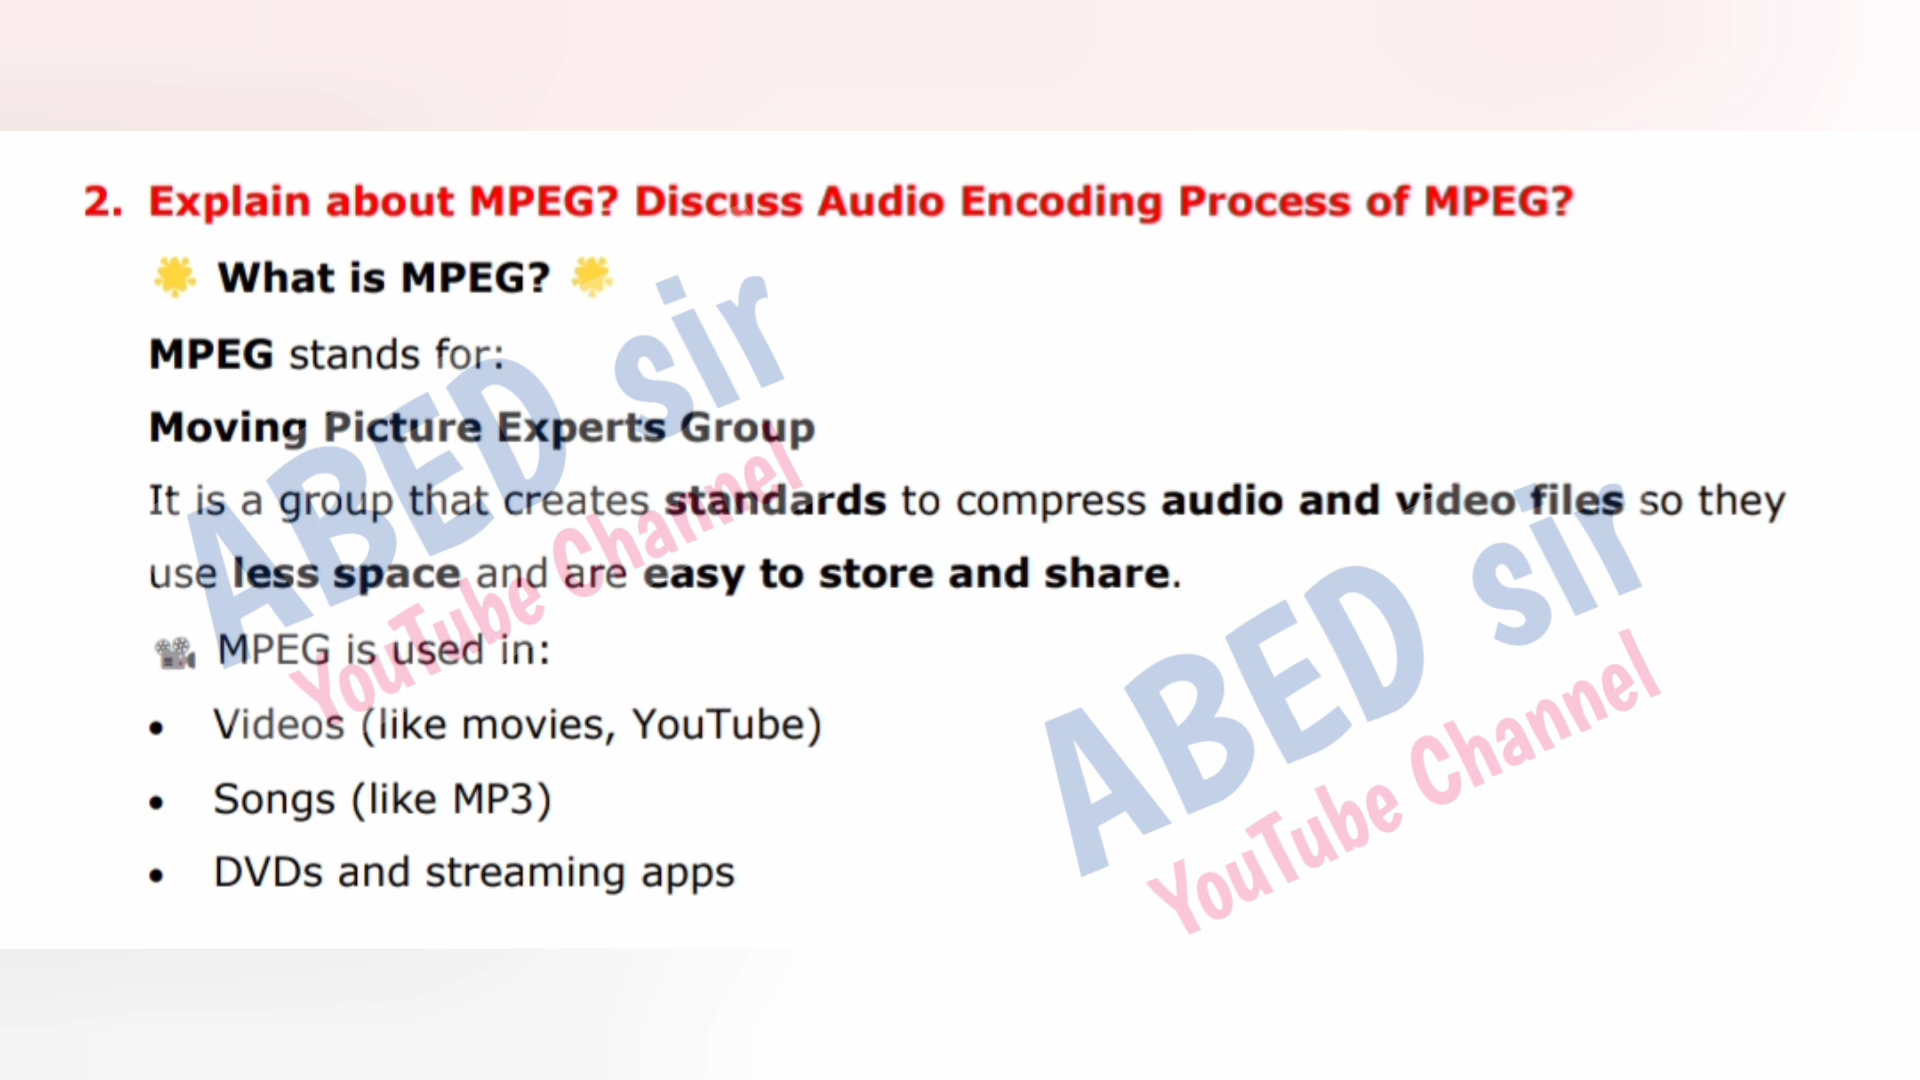 2. Explain about MPEG? Discuss Audio Encoding Process of MPEG?
🌟 What is MPEG? 🌟
MPEG stands for:
Moving Picture Experts Group
It is a group that creates standards to compress audio and video files so they
use less space and are easy to store and share.
🎥 MPEG is used in:
• Videos (like movies, YouTube)
• Songs (like MP3)
• DVDs and streaming apps
ABED sir
YouTube Channel
ABED sir
YouTube Channel